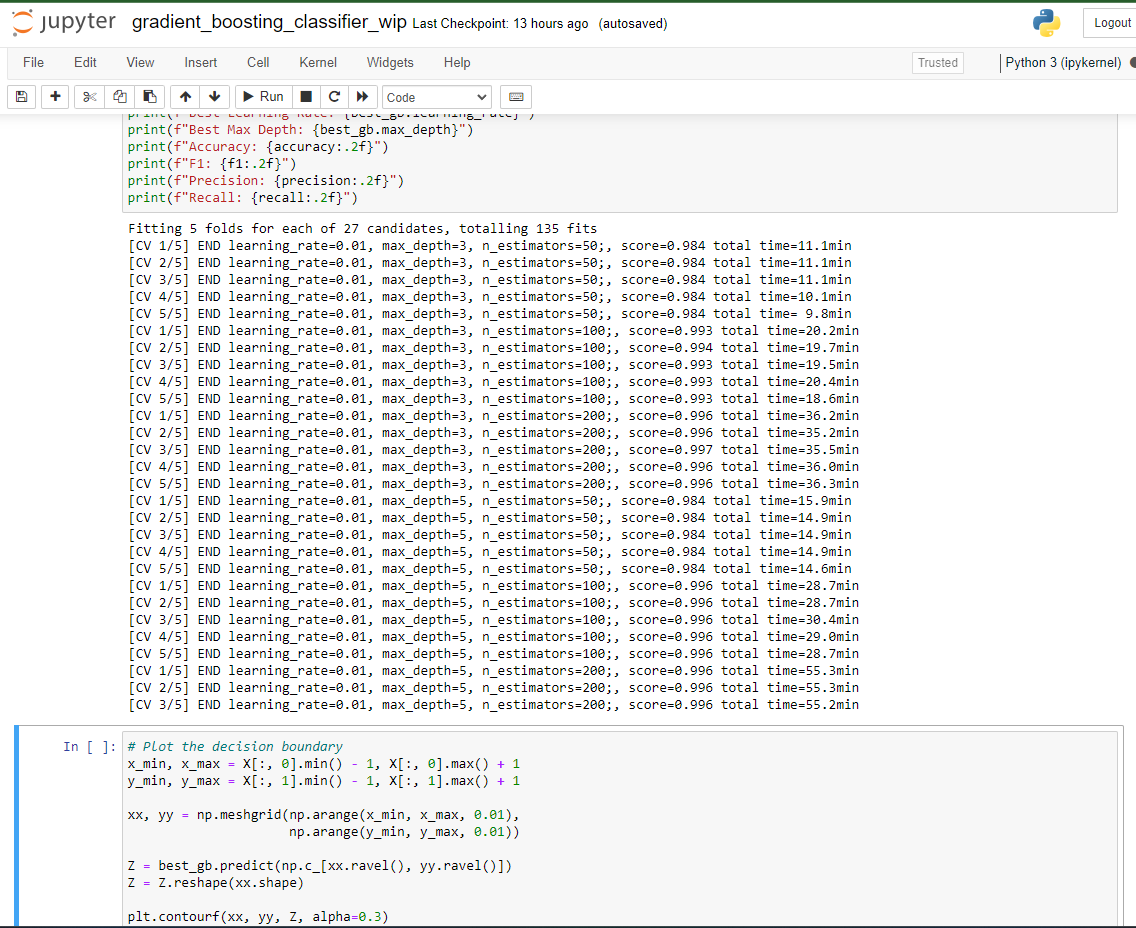 jupyter gradient_boosting_classifier_wip Last Checkpoint: 13 hours ago (autosaved) Logout
File Edit View Insert Cell Kernel Widgets Help Trusted Python 3 (ipykernel)
Run Code
print(f"Best Learning Rate: {best_gb.learning_rate}")
print(f"Best Max Depth: {best_gb.max_depth}")
print(f"Accuracy: {accuracy:.2f}")
print(f"F1: {f1:.2f}")
print(f"Precision: {precision:.2f}")
print(f"Recall: {recall:.2f}")
Fitting 5 folds for each of 27 candidates, totalling 135 fits
[CV 1/5] END learning_rate=0.01, max_depth=3, n_estimators=50;, score=0.984 total time=11.1min
[CV 2/5] END learning_rate=0.01, max_depth=3, n_estimators=50;, score=0.984 total time=11.1min
[CV 3/5] END learning_rate=0.01, max_depth=3, n_estimators=50;, score=0.984 total time=11.1min
[CV 4/5] END learning_rate=0.01, max_depth=3, n_estimators=50;, score=0.984 total time=10.1min
[CV 5/5] END learning_rate=0.01, max_depth=3, n_estimators=50;, score=0.984 total time= 9.8min
[CV 1/5] END learning_rate=0.01, max_depth=3, n_estimators=100;, score=0.993 total time=20.2min
[CV 2/5] END learning_rate=0.01, max_depth=3, n_estimators=100;, score=0.994 total time=19.7min
[CV 3/5] END learning_rate=0.01, max_depth=3, n_estimators=100;, score=0.993 total time=19.5min
[CV 4/5] END learning_rate=0.01, max_depth=3, n_estimators=100;, score=0.993 total time=20.4min
[CV 5/5] END learning_rate=0.01, max_depth=3, n_estimators=100;, score=0.993 total time=18.6min
[CV 1/5] END learning_rate=0.01, max_depth=3, n_estimators=200;, score=0.996 total time=36.2min
[CV 2/5] END learning_rate=0.01, max_depth=3, n_estimators=200;, score=0.996 total time=35.2min
[CV 3/5] END learning_rate=0.01, max_depth=3, n_estimators=200;, score=0.997 total time=35.5min
[CV 4/5] END learning_rate=0.01, max_depth=3, n_estimators=200;, score=0.996 total time=36.0min
[CV 5/5] END learning_rate=0.01, max_depth=3, n_estimators=200;, score=0.996 total time=36.3min
[CV 1/5] END learning_rate=0.01, max_depth=5, n_estimators=50;, score=0.984 total time=15.9min
[CV 2/5] END learning_rate=0.01, max_depth=5, n_estimators=50;, score=0.984 total time=14.9min
[CV 3/5] END learning_rate=0.01, max_depth=5, n_estimators=50;, score=0.984 total time=14.9min
[CV 4/5] END learning_rate=0.01, max_depth=5, n_estimators=50;, score=0.984 total time=14.9min
[CV 5/5] END learning_rate=0.01, max_depth=5, n_estimators=50;, score=0.984 total time=14.6min
[CV 1/5] END learning_rate=0.01, max_depth=5, n_estimators=100;, score=0.996 total time=28.7min
[CV 2/5] END learning_rate=0.01, max_depth=5, n_estimators=100;, score=0.996 total time=28.7min
[CV 3/5] END learning_rate=0.01, max_depth=5, n_estimators=100;, score=0.996 total time=30.4min
[CV 4/5] END learning_rate=0.01, max_depth=5, n_estimators=100;, score=0.996 total time=29.0min
[CV 5/5] END learning_rate=0.01, max_depth=5, n_estimators=100;, score=0.996 total time=28.7min
[CV 1/5] END learning_rate=0.01, max_depth=5, n_estimators=200;, score=0.996 total time=55.3min
[CV 2/5] END learning_rate=0.01, max_depth=5, n_estimators=200;, score=0.996 total time=55.3min
[CV 3/5] END learning_rate=0.01, max_depth=5, n_estimators=200;, score=0.996 total time=55.2min
In [ ]: # Plot the decision boundary
x_min, x_max = X[:, 0].min() - 1, X[:, 0].max() + 1
y_min, y_max = X[:, 1].min() - 1, X[:, 1].max() + 1
xx, yy = np.meshgrid(np.arange(x_min, x_max, 0.01),
np.arange(y_min, y_max, 0.01))
Z = best_gb.predict(np.c_[xx.ravel(), yy.ravel()])
Z = Z.reshape(xx.shape)
plt.contourf(xx, yy, Z, alpha=0.3)